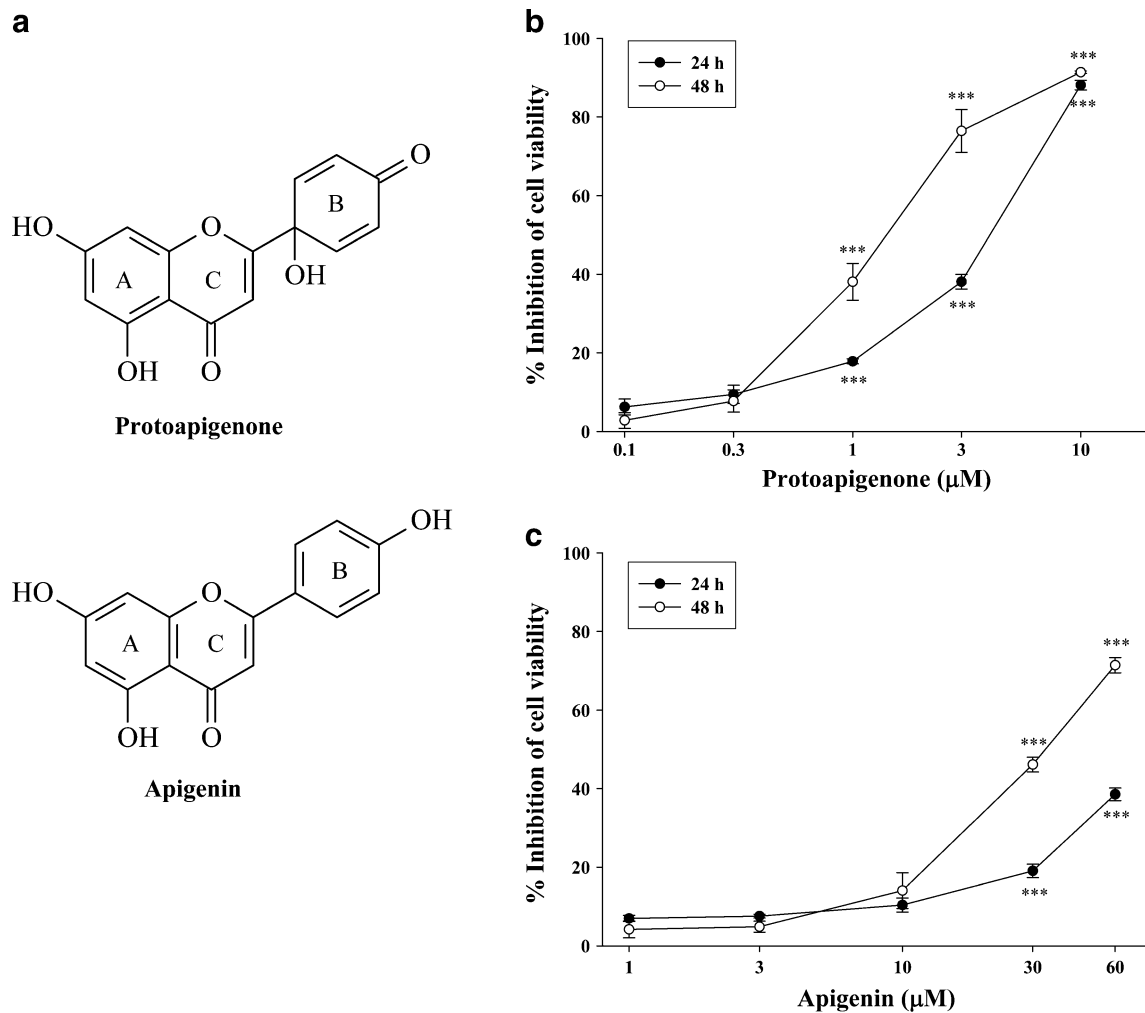 a
O
B
HO
O
OH
A
C
OH
O
Protoapigenone
OH
B
HO
O
A
C
OH
O
Apigenin
b
24 h
48 h
% Inhibition of cell viability
100
80
60
40
20
0
***
***
***
***
***
***
0.1 0.3 1 3 10
Protoapigenone (μM)
c
24 h
48 h
% Inhibition of cell viability
100
80
60
40
20
0
***
***
***
***
1 3 10 30 60
Apigenin (μM)